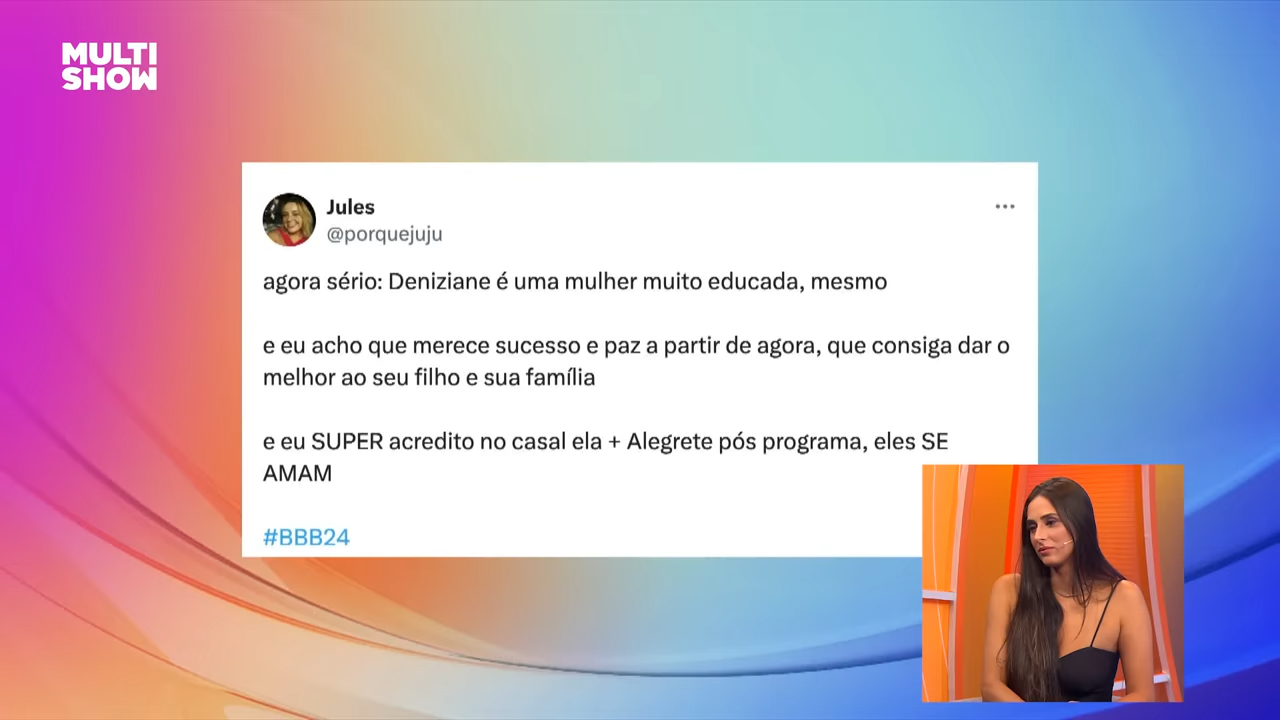 MULTI
SHOW
Jules
@porquejuju
agora sério: Deniziane é uma mulher muito educada, mesmo
e eu acho que merece sucesso e paz a partir de agora, que consiga dar o
melhor ao seu filho e sua família
e eu SUPER acredito no casal ela + Alegrete pós programa, eles SE
AMAM
#BBB24